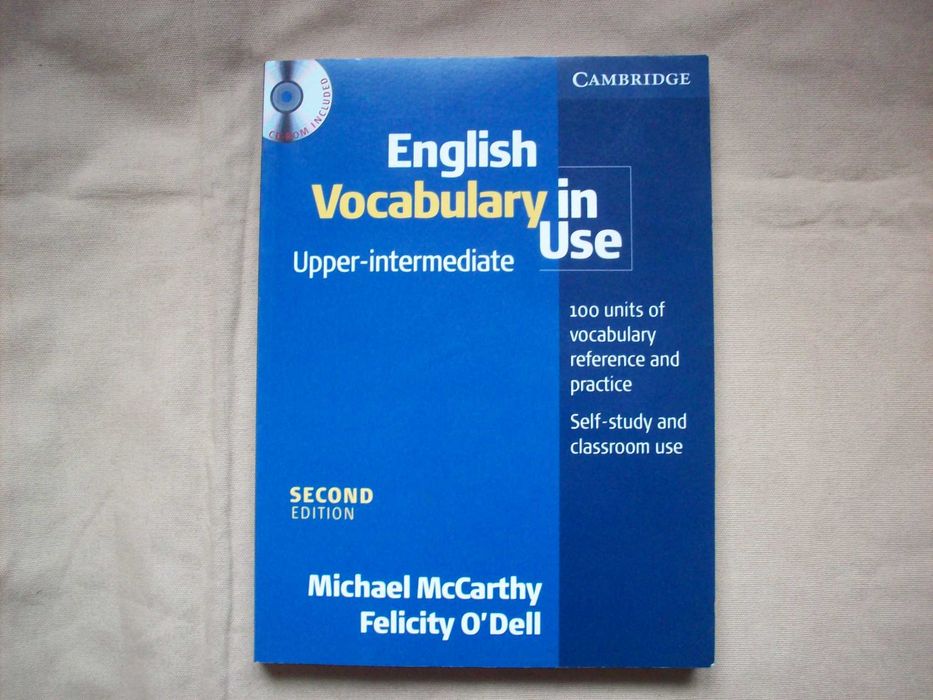 CD-ROM INCLUDED
CAMBRIDGE
English
Vocabulary in
Use
Upper-intermediate
100 units of
vocabulary
reference and
practice
Self-study and
classroom use
SECOND
EDITION
Michael McCarthy
Felicity O'Dell